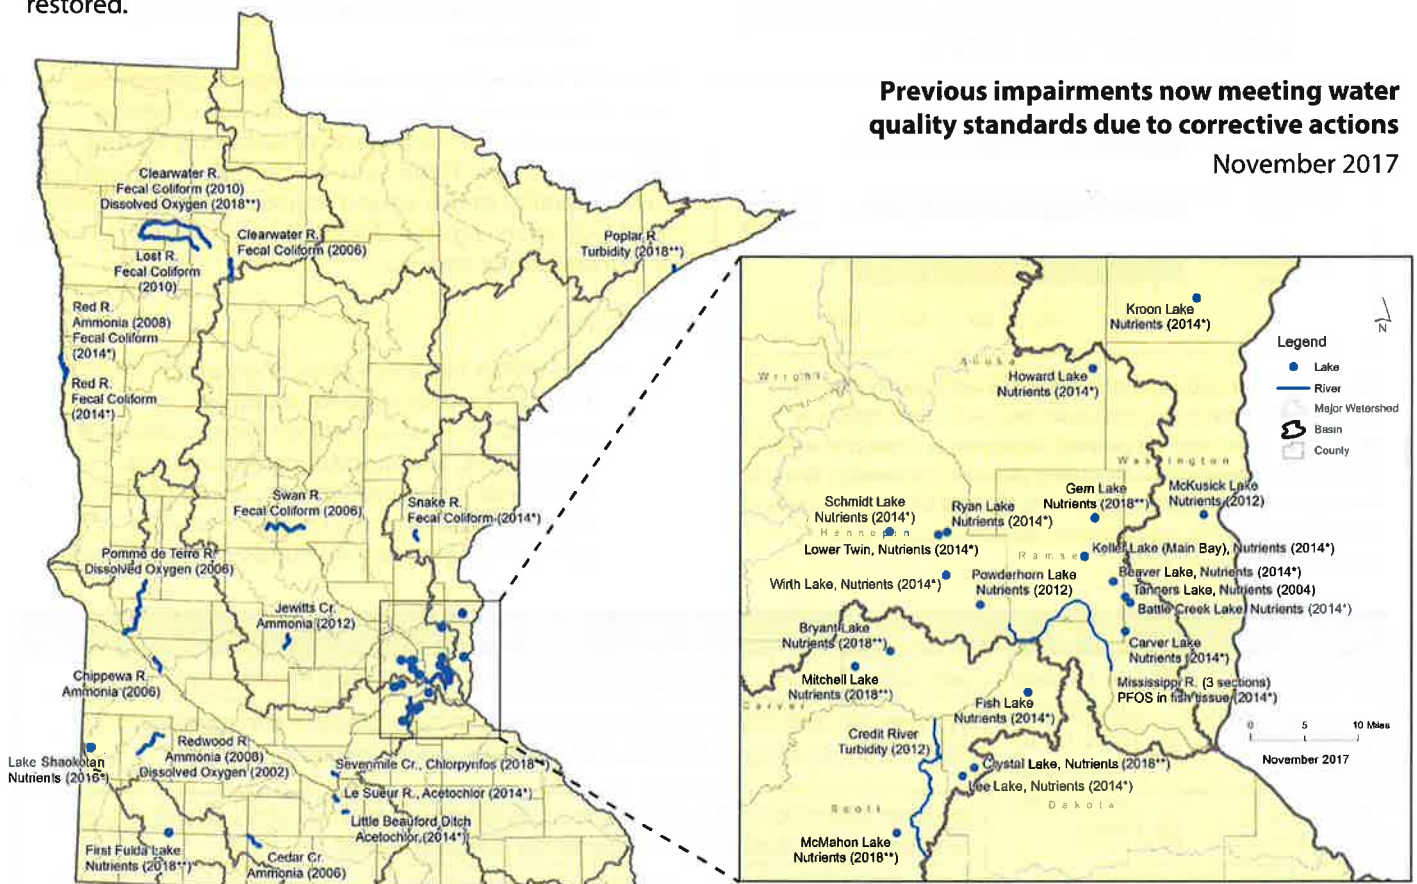 restored.
Previous impairments now meeting water
quality standards due to corrective actions
November 2017
Clearwater R.
Fecal Coliform (2010)
Dissolved Oxygen (2018**)
Clearwater R.
Fecal Coliform (2006)
Lost R.
Fecal Coliform
(2010)
Poplar R.
Turbidity (2018**)
Red R.
Ammonia (2008)
Fecal Coliform
(2014*)
Red R.
Fecal Coliform
(2014*)
Swan R.
Fecal Coliform (2006)
Snake R.
Fecal Coliform (2014*)
Pomme de Terre R.
Dissolved Oxygen (2006)
Jewitts Cr.
Ammonia (2012)
Chippewa R.
Ammonia (2006)
Redwood R.
Ammonia (2008)
Dissolved Oxygen (2002)
Lake Shaokotan
Nutrients (2016*)
Sevenmile Cr., Chlorpyrifos (2018**)
Le Sueur R., Acetochlor (2014*)
Little Beauford Ditch
Acetochlor (2014*)
First Fulda Lake
Nutrients (2018**)
Cedar Cr.
Ammonia (2006)
Kroon Lake
Nutrients (2014*)
N
Legend
Lake
River
Major Watershed
Basin
County
Wright
Howard Lake
Nutrients (2014*)
Washington
Gem Lake
Nutrients (2018**)
McKusick Lake
Nutrients (2012)
Schmidt Lake
Nutrients (2014*)
Ryan Lake
Nutrients (2014*)
Hennepin
Lower Twin, Nutrients (2014*)
Ramse
Keller Lake (Main Bay), Nutrients (2014*)
Wirth Lake, Nutrients (2014*)
Powderhorn Lake
Nutrients (2012)
Beaver Lake, Nutrients (2014*)
Tanners Lake, Nutrients (2004)
Battle Creek Lake, Nutrients (2014*)
Bryant Lake
Nutrients (2018**)
Carver Lake
Nutrients (2014*)
Mitchell Lake
Nutrients (2018**)
Mississippi R. (3 sections)
PFOS in fish tissue (2014*)
Carver
Fish Lake
Nutrients (2014*)
0 5 10 Miles
November 2017
Credit River
Turbidity (2012)
Crystal Lake, Nutrients (2018**)
Lee Lake, Nutrients (2014*)
Scott
Dakota
McMahon Lake
Nutrients (2018**)